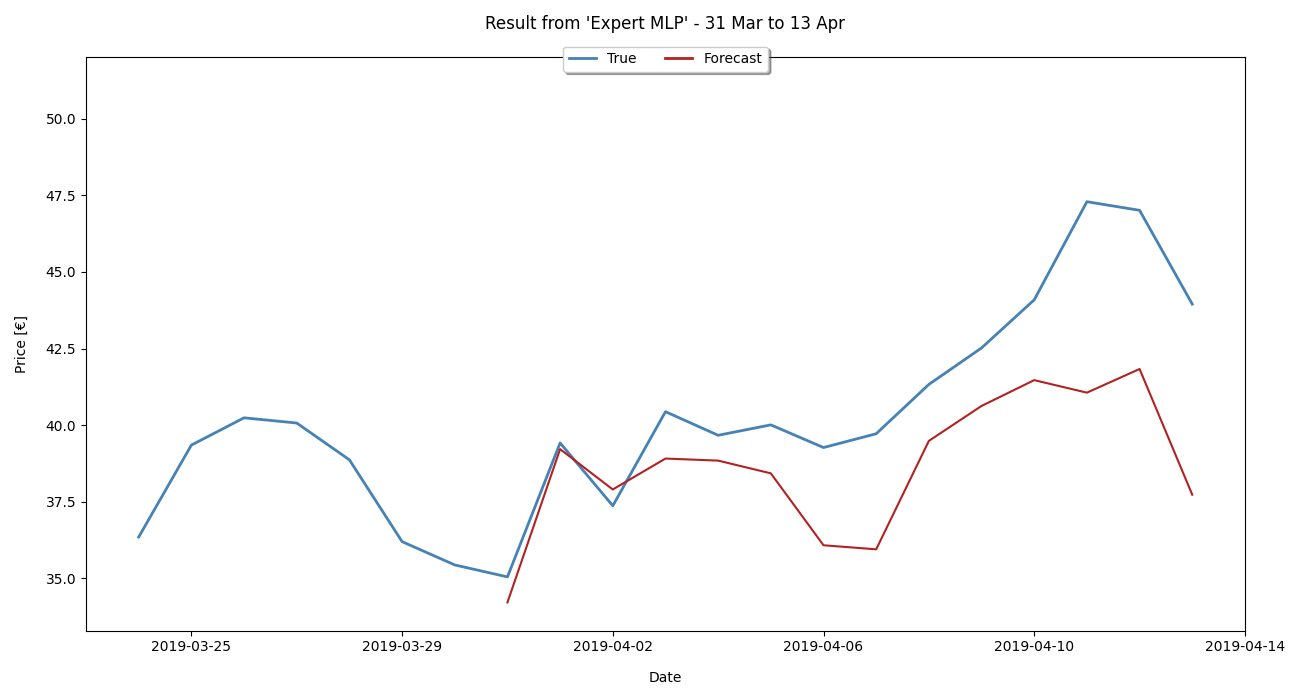 Result from 'Expert MLP' - 31 Mar to 13 Apr
True Forecast
50.0
47.5
45.0
42.5
40.0
37.5
35.0
Price [€]
2019-03-25 2019-03-29 2019-04-02 2019-04-06 2019-04-10 2019-04-14
Date